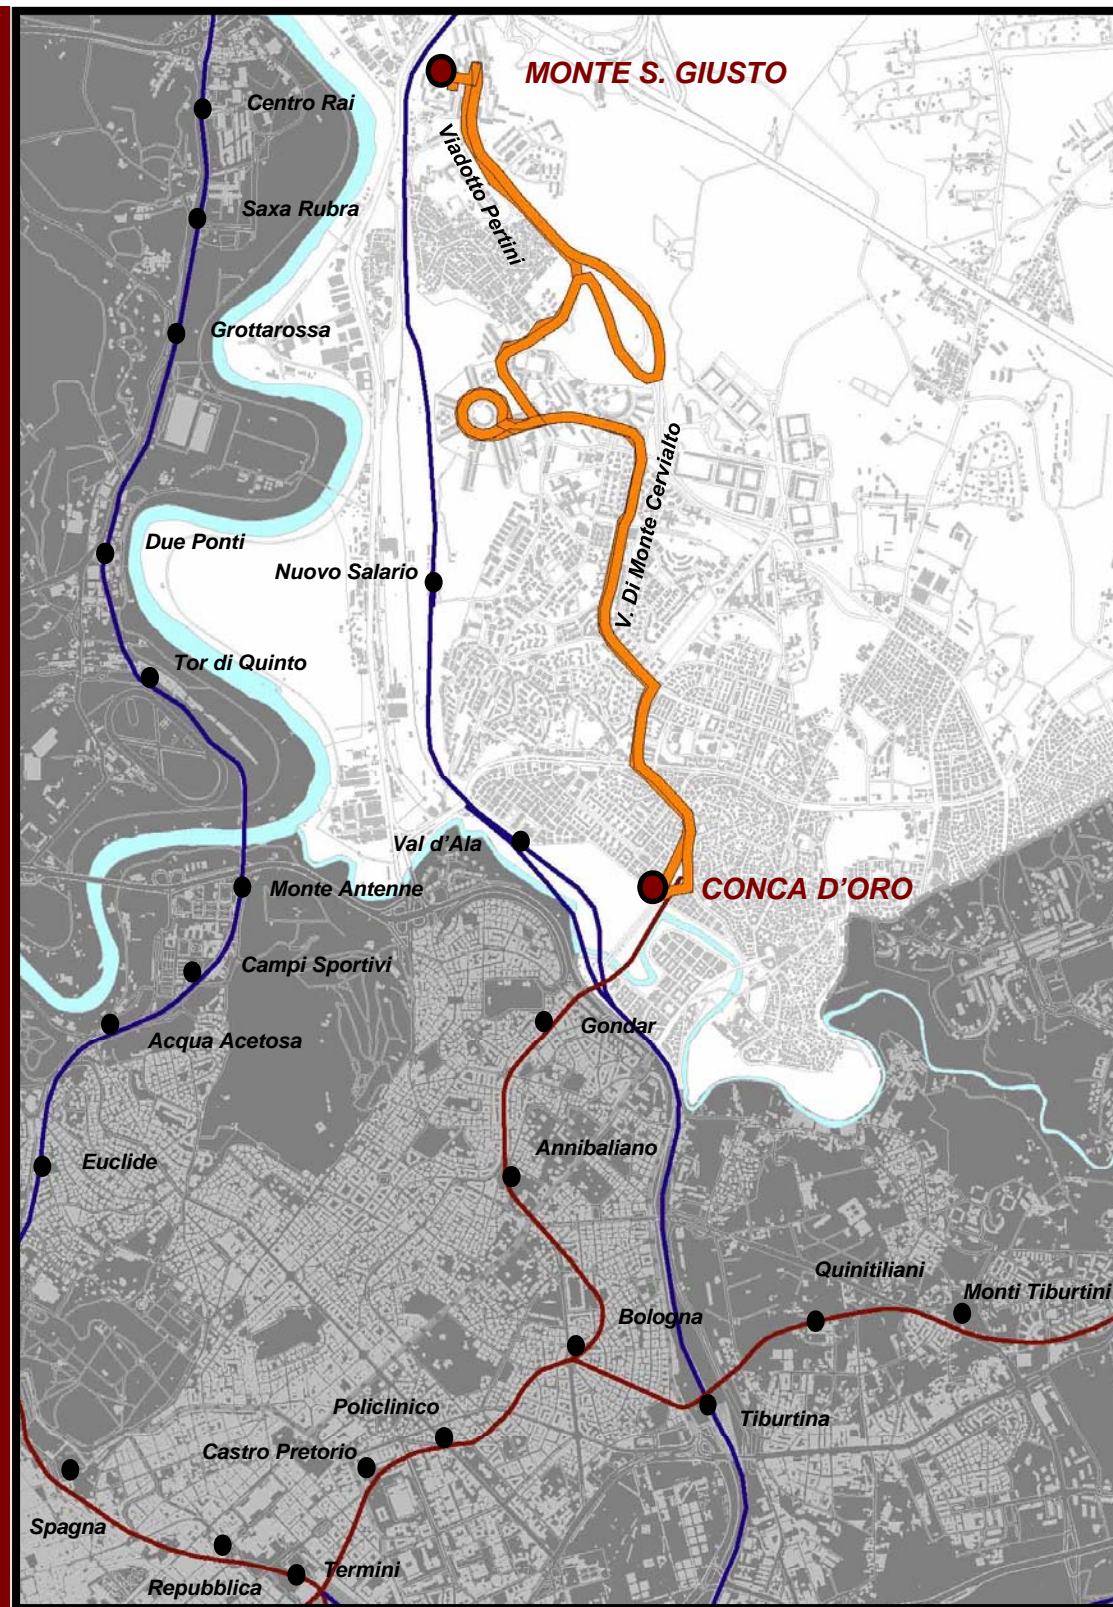 MONTE S. GIUSTO
Centro Rai
Viadotto Pertini
Saxa Rubra
Grottarossa
V. Di Monte Cervialto
Due Ponti
Nuovo Salario
Tor di Quinto
Val d'Ala
Monte Antenne
CONCA D'ORO
Campi Sportivi
Gondar
Acqua Acetosa
Annibaliano
Euclide
Quinitiliani
Monti Tiburtini
Bologna
Policlinico
Tiburtina
Castro Pretorio
Spagna
Termini
Repubblica